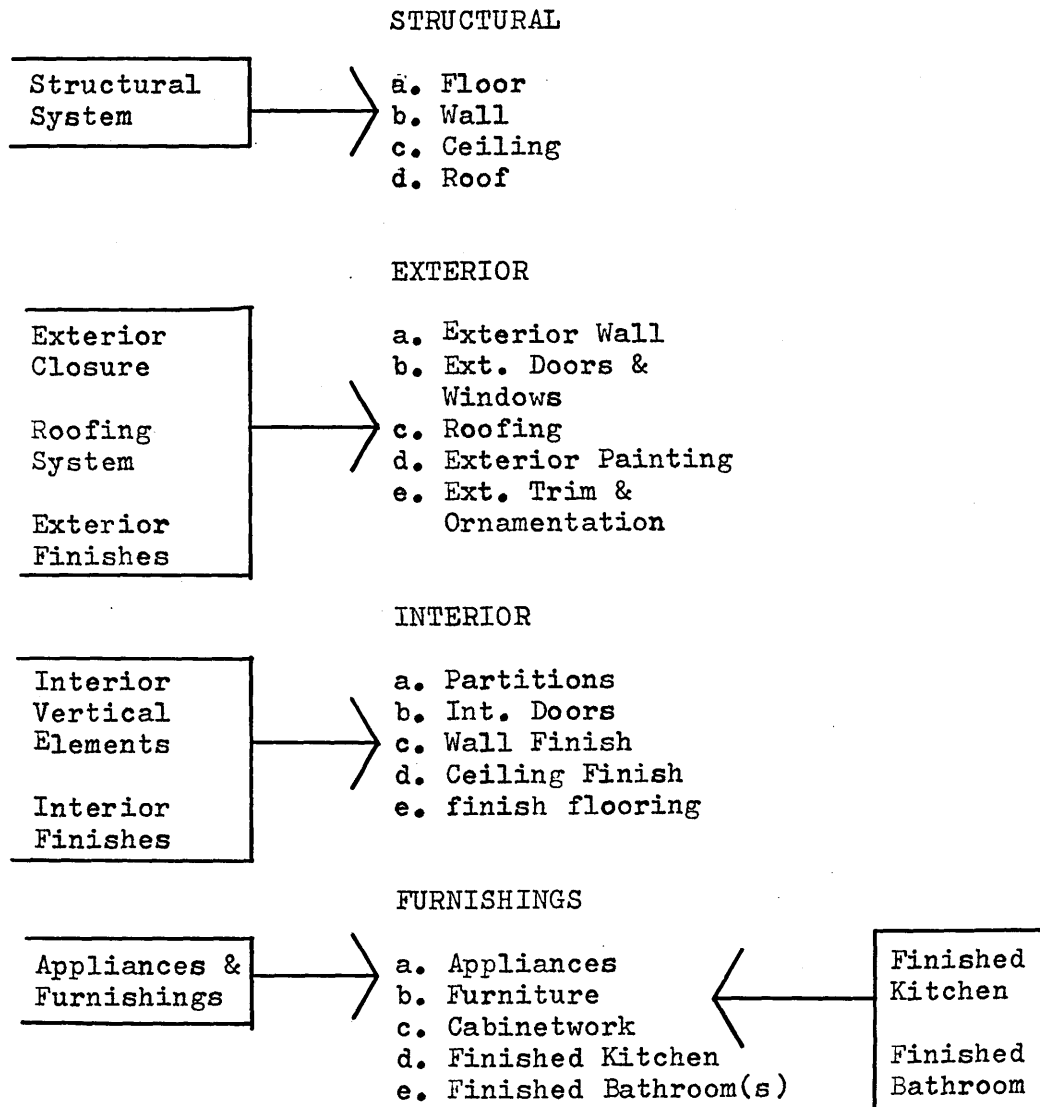 STRUCTURAL
Structural
System
a. Floor
b. Wall
c. Ceiling
d. Roof
EXTERIOR
Exterior
Closure
Roofing
System
Exterior
Finishes
a. Exterior Wall
b. Ext. Doors &
Windows
c. Roofing
d. Exterior Painting
e. Ext. Trim &
Ornamentation
INTERIOR
Interior
Vertical
Elements
Interior
Finishes
a. Partitions
b. Int. Doors
c. Wall Finish
d. Ceiling Finish
e. finish flooring
FURNISHINGS
Appliances &
Furnishings
a. Appliances
b. Furniture
c. Cabinetwork
d. Finished Kitchen
e. Finished Bathroom(s)
Finished
Kitchen
Finished
Bathroom